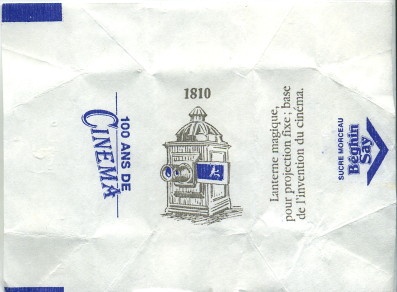 100 ANS DE
CINEMA
1810
Lanterne magique,
pour projection fixe ; base
de l'invention du cinéma.
SUCRE MORCEAU
Béghin
Say